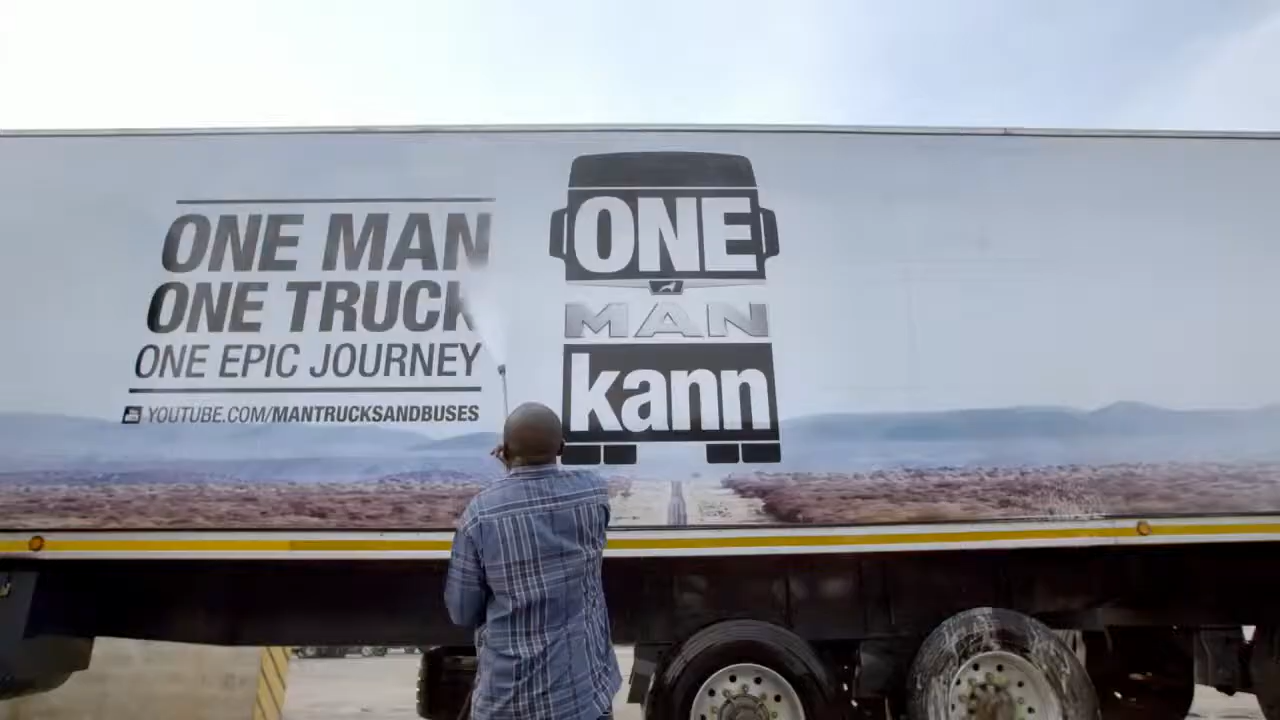 ONE MAN
ONE TRUCK
ONE EPIC JOURNEY
YOUTUBE.COM/MANTRUCKSANDBUSES
ONE
MAN
kann